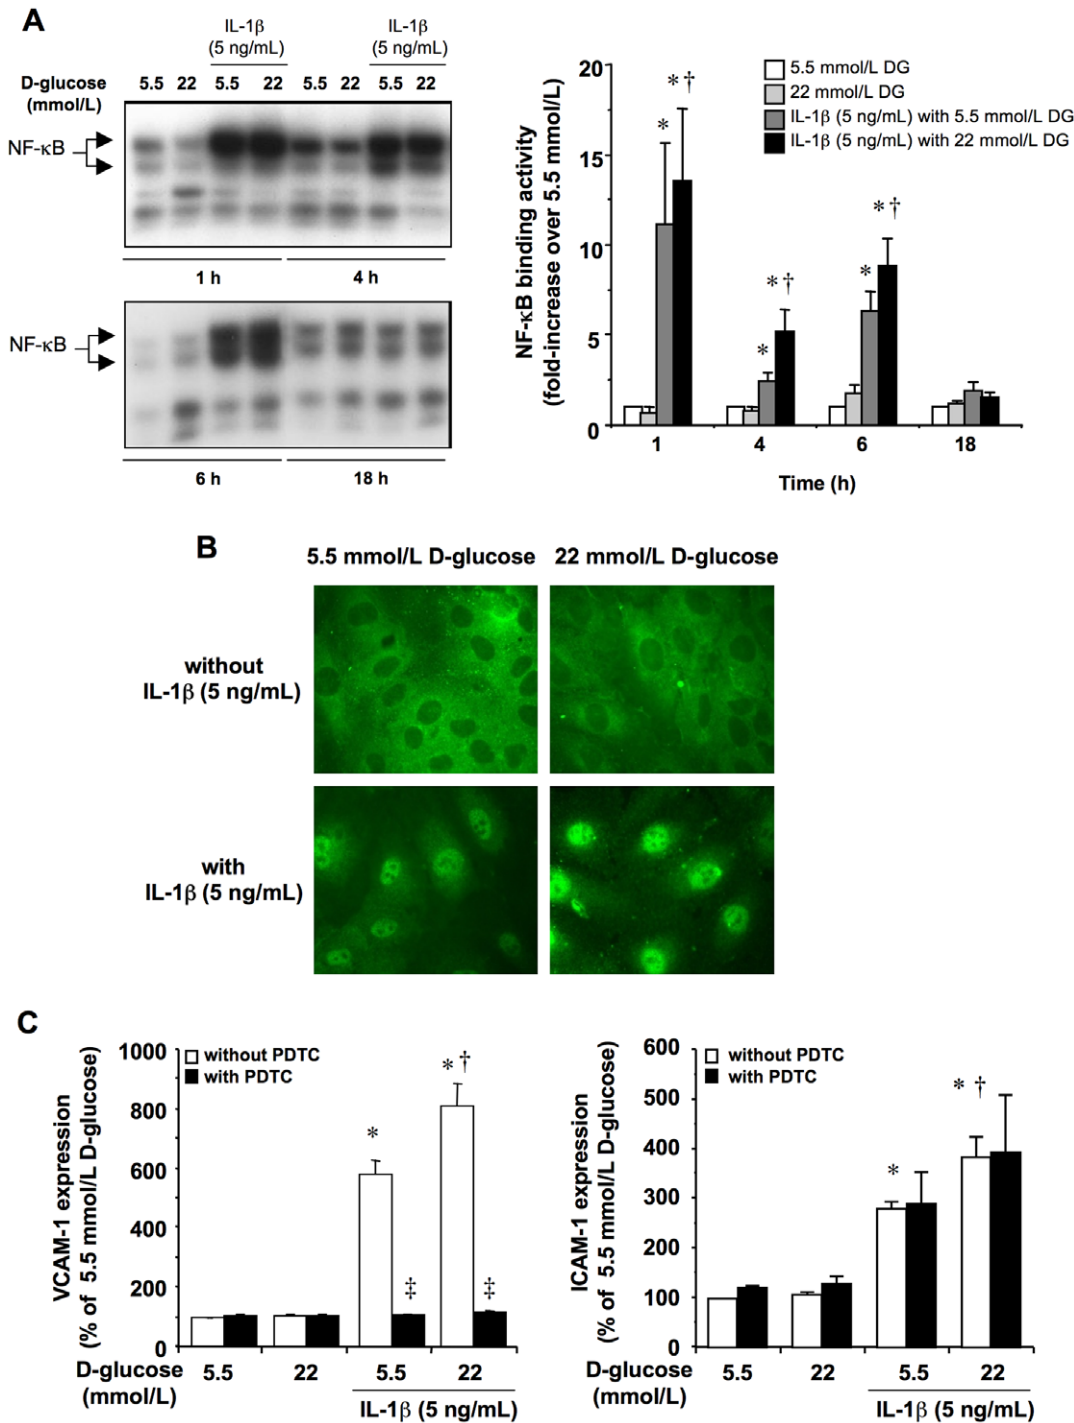 A
IL-1β
(5 ng/mL)
IL-1β
(5 ng/mL)
D-glucose
(mmol/L)
5.5 22 5.5 22 5.5 22 5.5 22
NF-κB
1 h
4 h
NF-κB
6 h
18 h
NF-κB binding activity
(fold-increase over 5.5 mmol/L)
20
15
10
5
0
5.5 mmol/L DG
22 mmol/L DG
IL-1β (5 ng/mL) with 5.5 mmol/L DG
IL-1β (5 ng/mL) with 22 mmol/L DG
*
*†
*
*†
*
*†
1 4 6 18
Time (h)
B
5.5 mmol/L D-glucose
22 mmol/L D-glucose
without
IL-1β (5 ng/mL)
with
IL-1β (5 ng/mL)
C
VCAM-1 expression
(% of 5.5 mmol/L D-glucose)
1000
800
600
400
200
0
without PDTC
with PDTC
*
‡
*†
‡
D-glucose
(mmol/L)
5.5 22 5.5 22
IL-1β (5 ng/mL)
ICAM-1 expression
(% of 5.5 mmol/L D-glucose)
600
500
400
300
200
100
0
without PDTC
with PDTC
*
*†
D-glucose
(mmol/L)
5.5 22 5.5 22
IL-1β (5 ng/mL)